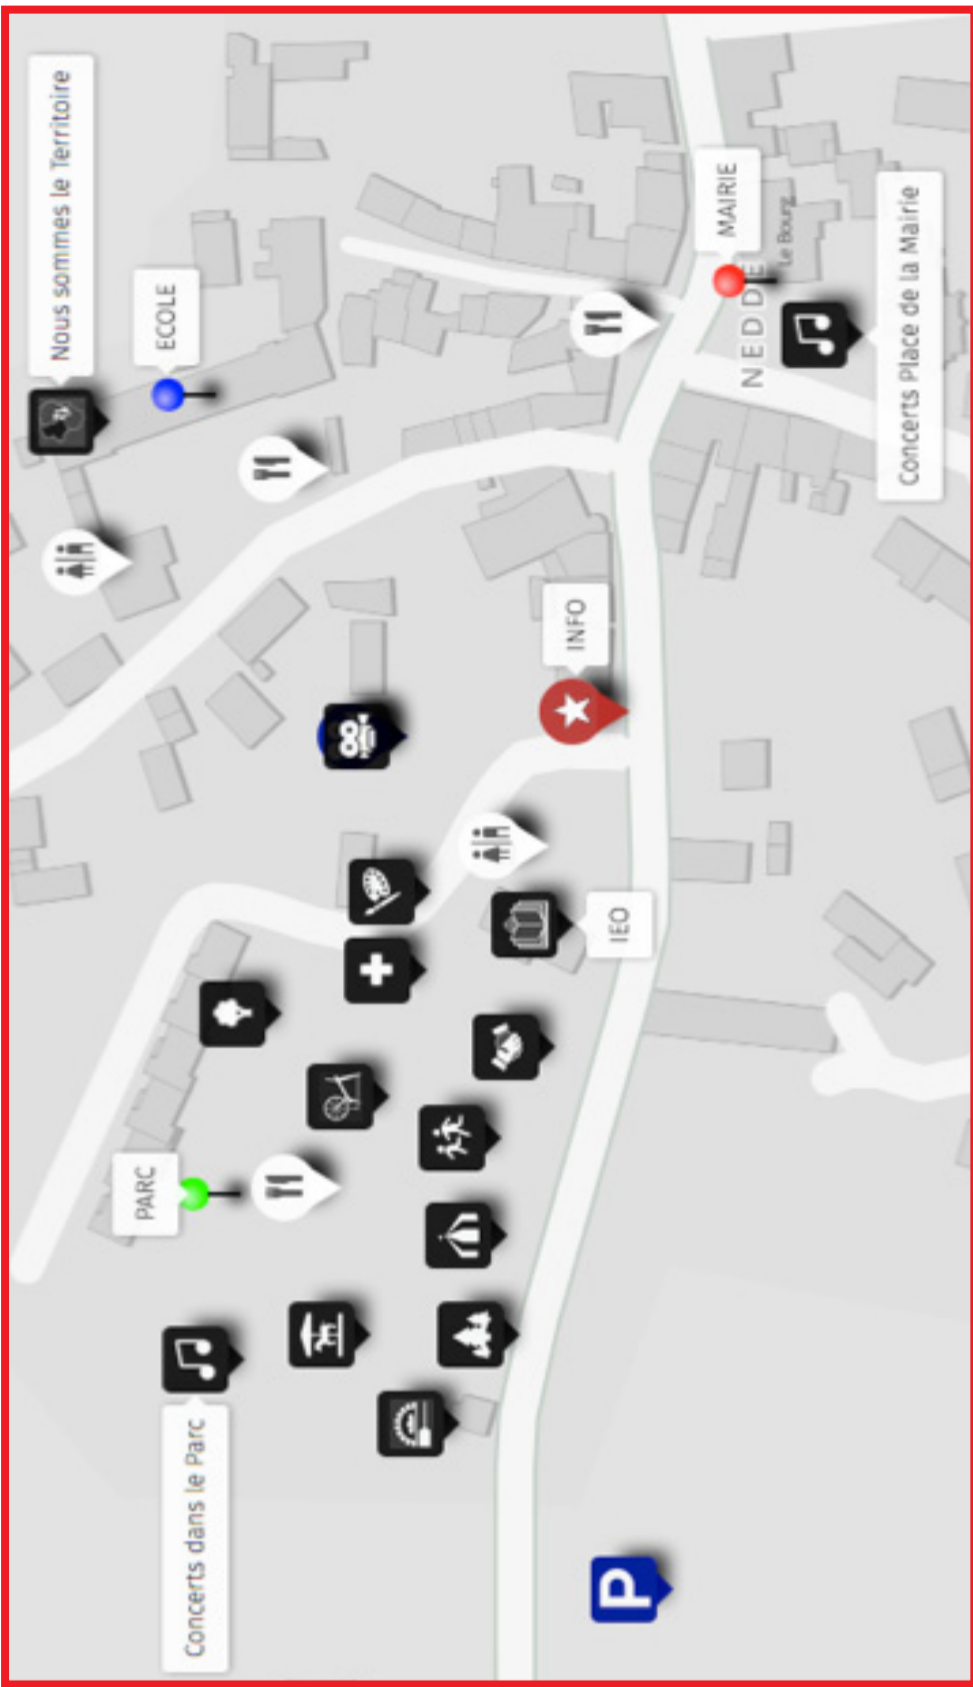 Nous sommes le Territoire
PARC
ECOLE
Concerts dans le Parc
INFO
IEO
P
MAIRIE
NEDDE
Le Bourg
Concerts Place de la Mairie